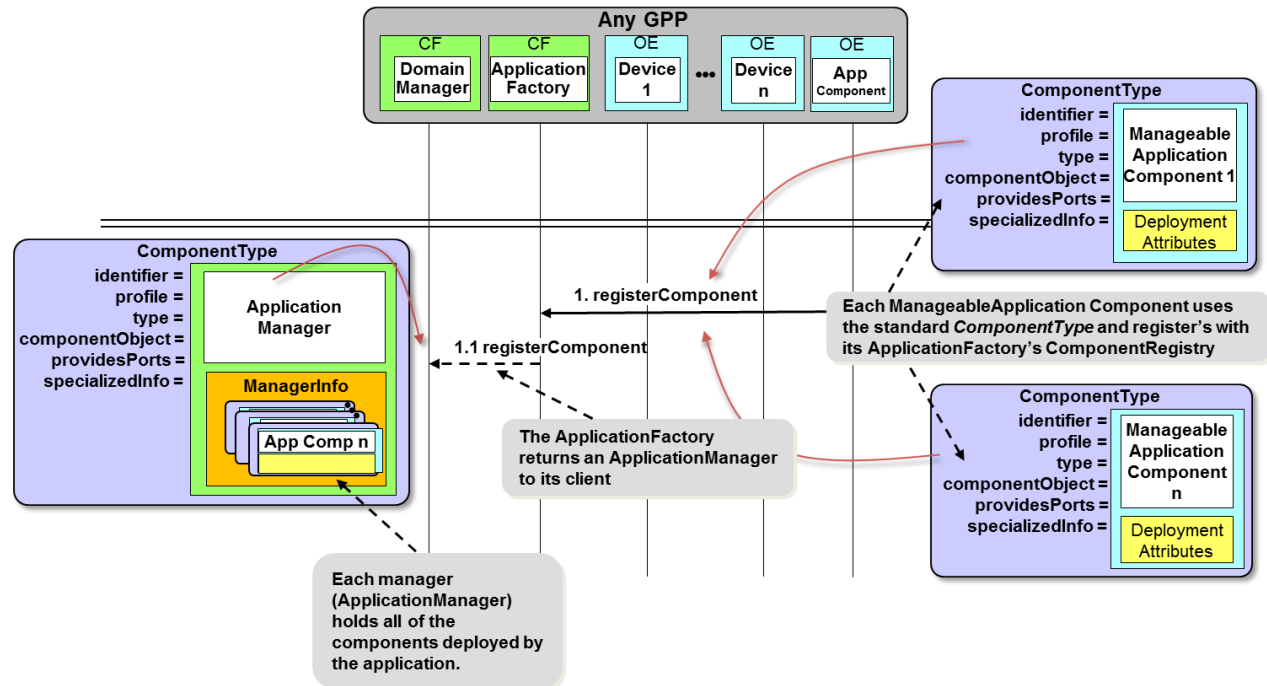 Any GPP
CF
Domain
Manager
CF
Application
Factory
OE
Device
1
•••
OE
Device
n
OE
App
Component
ComponentType
identifier =
profile =
type =
componentObject =
providesPorts =
specializedInfo =
Manageable
Application
Component 1
Deployment
Attributes
ComponentType
identifier =
profile =
type =
componentObject =
providesPorts =
specializedInfo =
Application
Manager
ManagerInfo
App Comp n
1. registerComponent
1.1 registerComponent
Each ManageableApplication Component uses
the standard ComponentType and register's with
its ApplicationFactory's ComponentRegistry
The ApplicationFactory
returns an ApplicationManager
to its client
ComponentType
identifier =
profile =
type =
componentObject =
providesPorts =
specializedInfo =
Manageable
Application
Component
n
Deployment
Attributes
Each manager
(ApplicationManager)
holds all of the
components deployed by
the application.